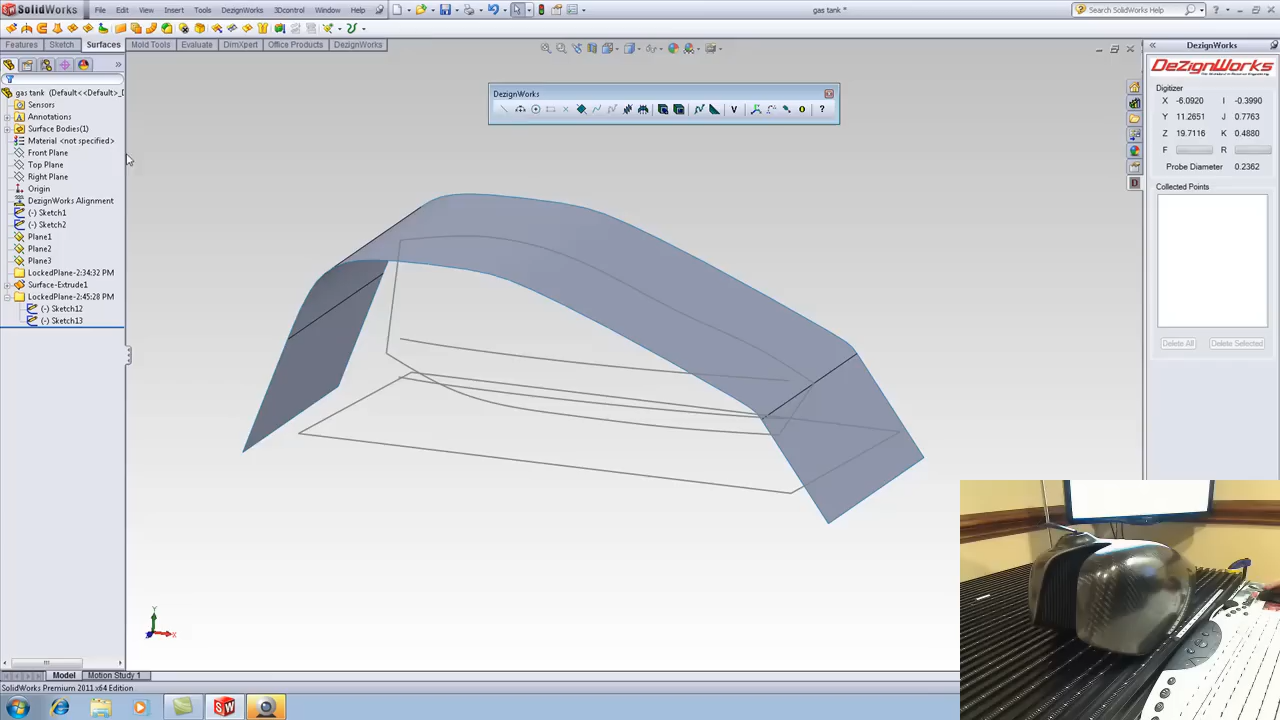 SolidWorks
File Edit View Insert Tools DezignWorks 3Dcontrol Window Help
gas tank *
Search SolidWorks Help
Features Sketch Surfaces Mold Tools Evaluate DimXpert Office Products DezignWorks
gas tank (Default<<Default>_D
Sensors
Annotations
Surface Bodies(1)
Material <not specified>
Front Plane
Top Plane
Right Plane
Origin
DezignWorks Alignment
(-) Sketch1
(-) Sketch2
Plane1
Plane2
Plane3
LockedPlane-2:34:32 PM
Surface-Extrude1
LockedPlane-2:45:28 PM
(-) Sketch12
(-) Sketch13
DezignWorks
V ?
Y
X
Model Motion Study 1
SolidWorks Premium 2011 x64 Edition
DezignWorks
DEZIGNWORKS
Digitizer
X -6.0920 I -0.3990
Y 11.2651 J 0.7763
Z 19.7116 K 0.4880
F R
Probe Diameter 0.2362
Collected Points
Delete All Delete Selected